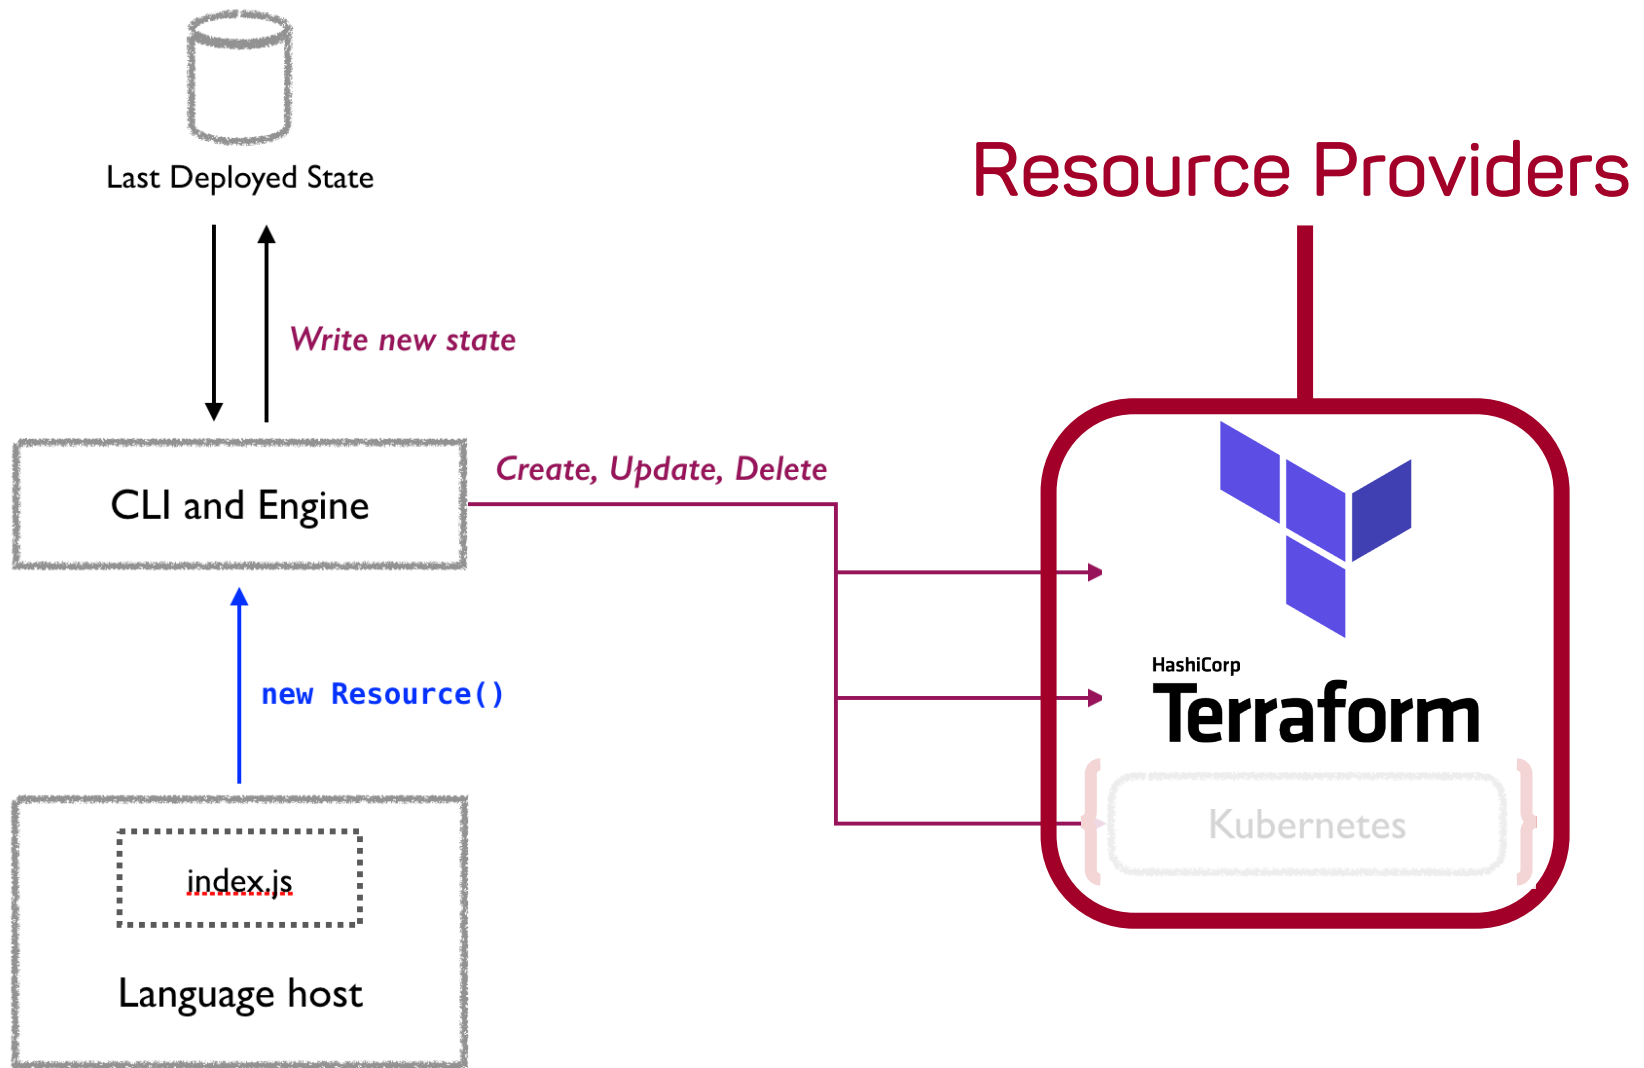 Last Deployed State
Resource Providers
Write new state
Create, Update, Delete
CLI and Engine
HashiCorp
Terraform
new Resource()
Kubernetes
index.js
Language host